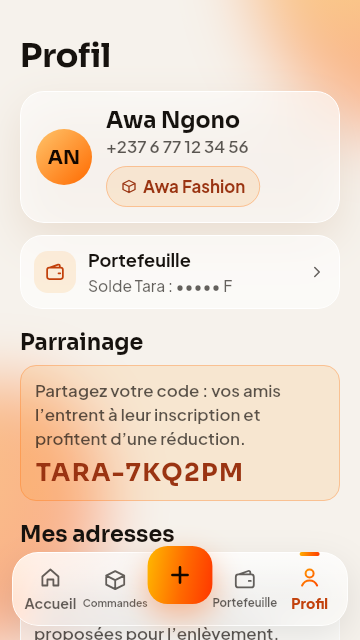 Profil
AN
Awa Ngono
+237 6 77 12 34 56
Awa Fashion
Portefeuille
Solde Tara : ••••• F
Parrainage
Partagez votre code : vos amis
l’entrent à leur inscription et
profitent d’une réduction.
TARA-7KQ2PM
Mes adresses
Accueil
Commandes
+
Portefeuille
Profil
proposées pour l’enlèvement.